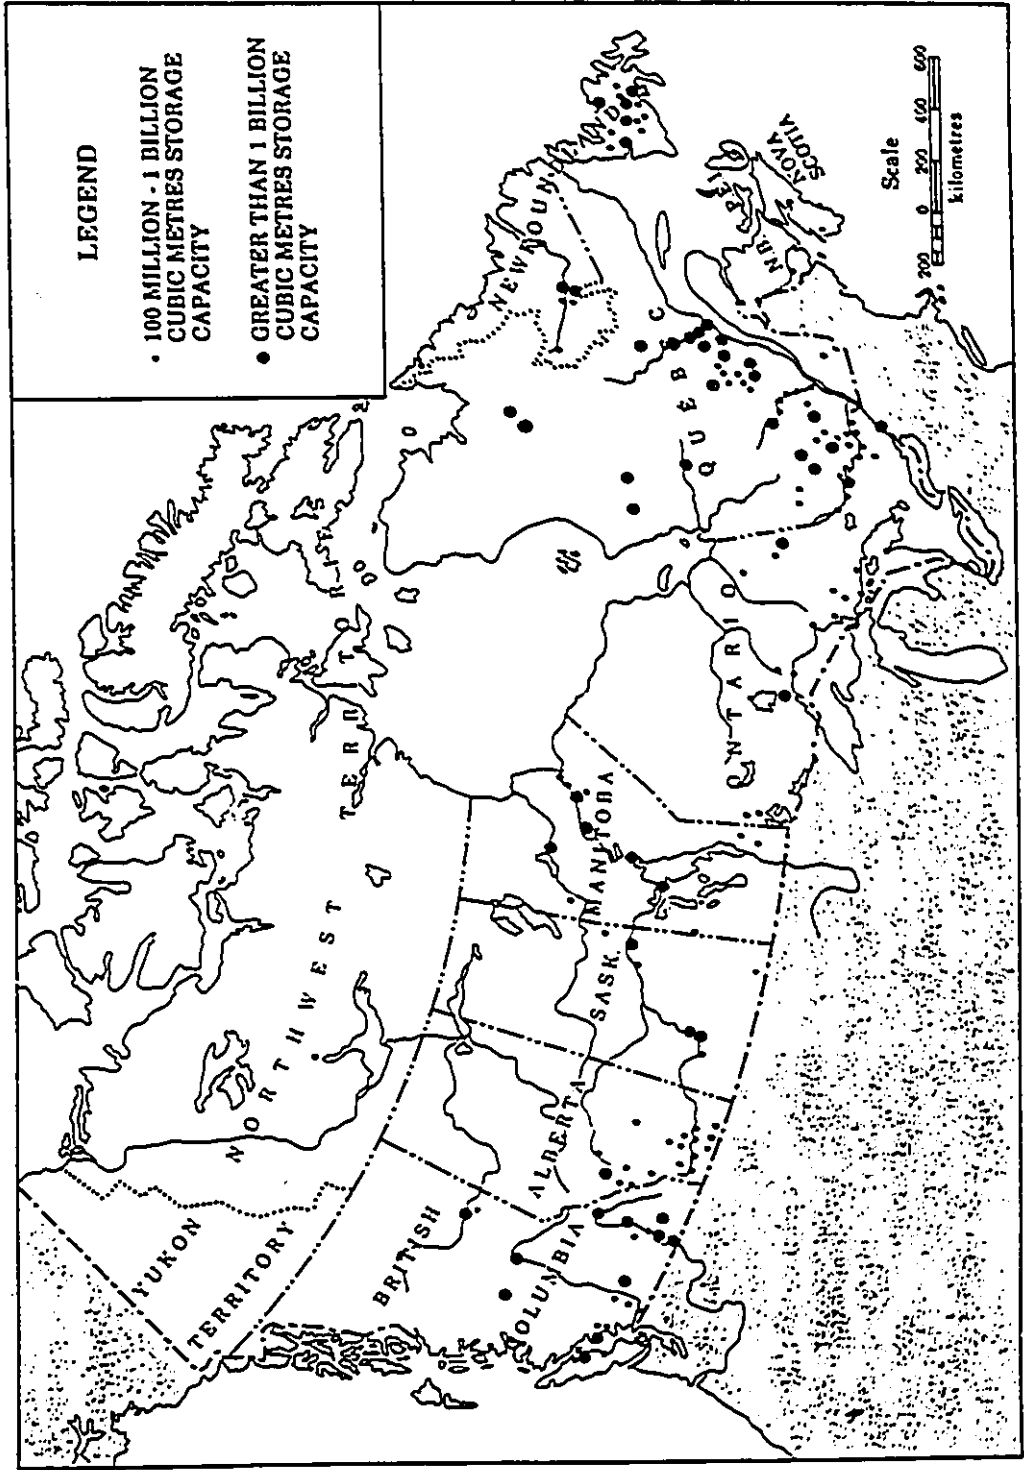 LEGEND
100 MILLION - 1 BILLION
CUBIC METRES STORAGE
CAPACITY
GREATER THAN 1 BILLION
CUBIC METRES STORAGE
CAPACITY
YUKON
TERRITORY
NORTHWEST
TERRITORIES
BRITISH
COLUMBIA
ALBERTA
SASK.
MANITOBA
ONTARIO
QUÉBEC
NEWFOUNDLAND
P.E.I.
N.B.
NOVA
SCOTIA
Scale
200 0 200 400 600
kilometres